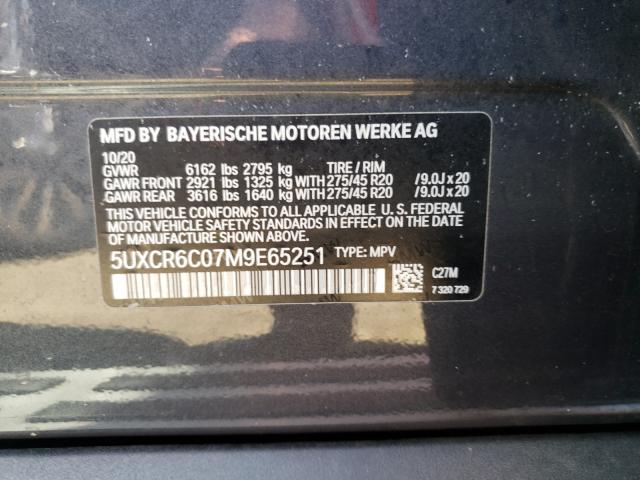 MFD BY BAYERISCHE MOTOREN WERKE AG
10/20
GVWR 6162 lbs 2795 kg TIRE / RIM
GAWR FRONT 2921 lbs 1325 kg WITH 275/45 R20 /9.0J x 20
GAWR REAR 3616 lbs 1640 kg WITH 275/45 R20 /9.0J x 20
THIS VEHICLE CONFORMS TO ALL APPLICABLE U. S. FEDERAL
MOTOR VEHICLE SAFETY STANDARDS IN EFFECT ON THE DATE
OF MANUFACTURE SHOWN ABOVE.
5UXCR6C07M9E65251 TYPE: MPV
C27M
7 320 729